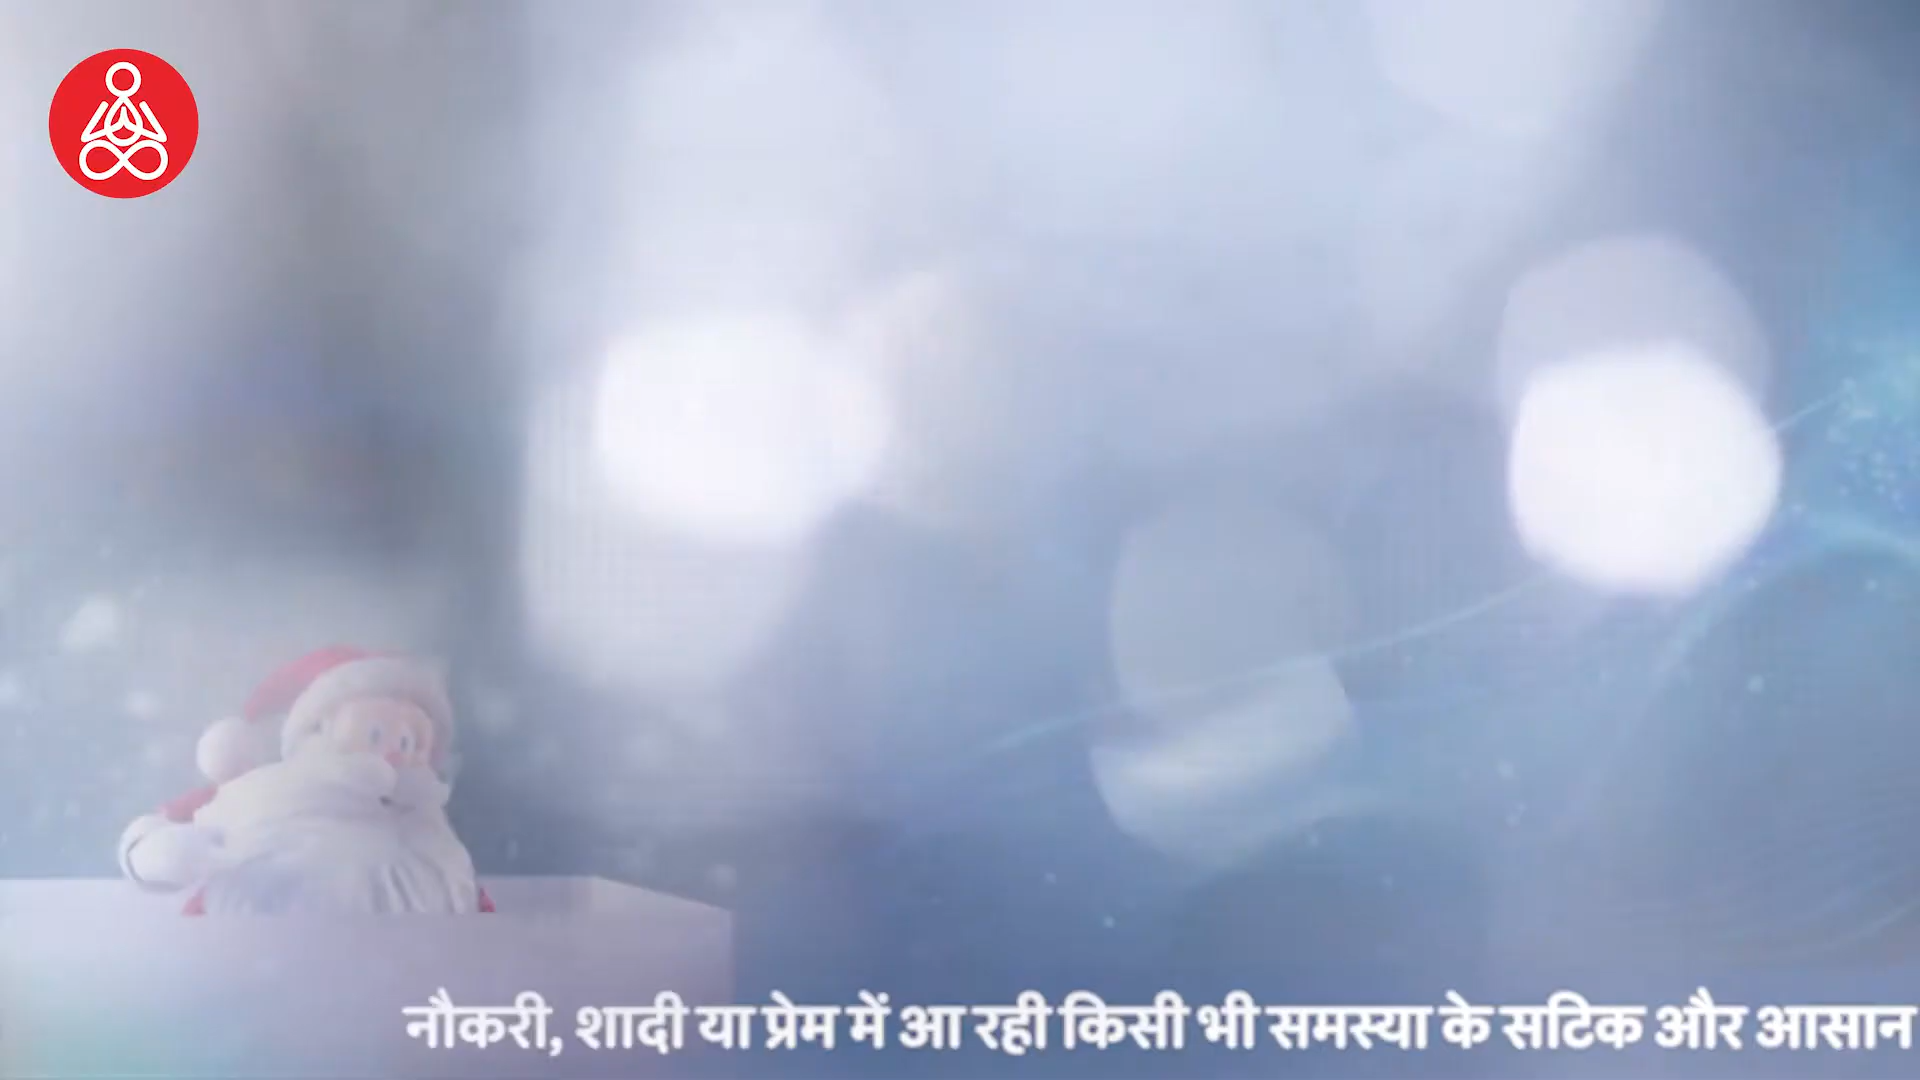 नौकरी, शादी या प्रेम में आ रही किसी भी समस्या के सटिक और आसान